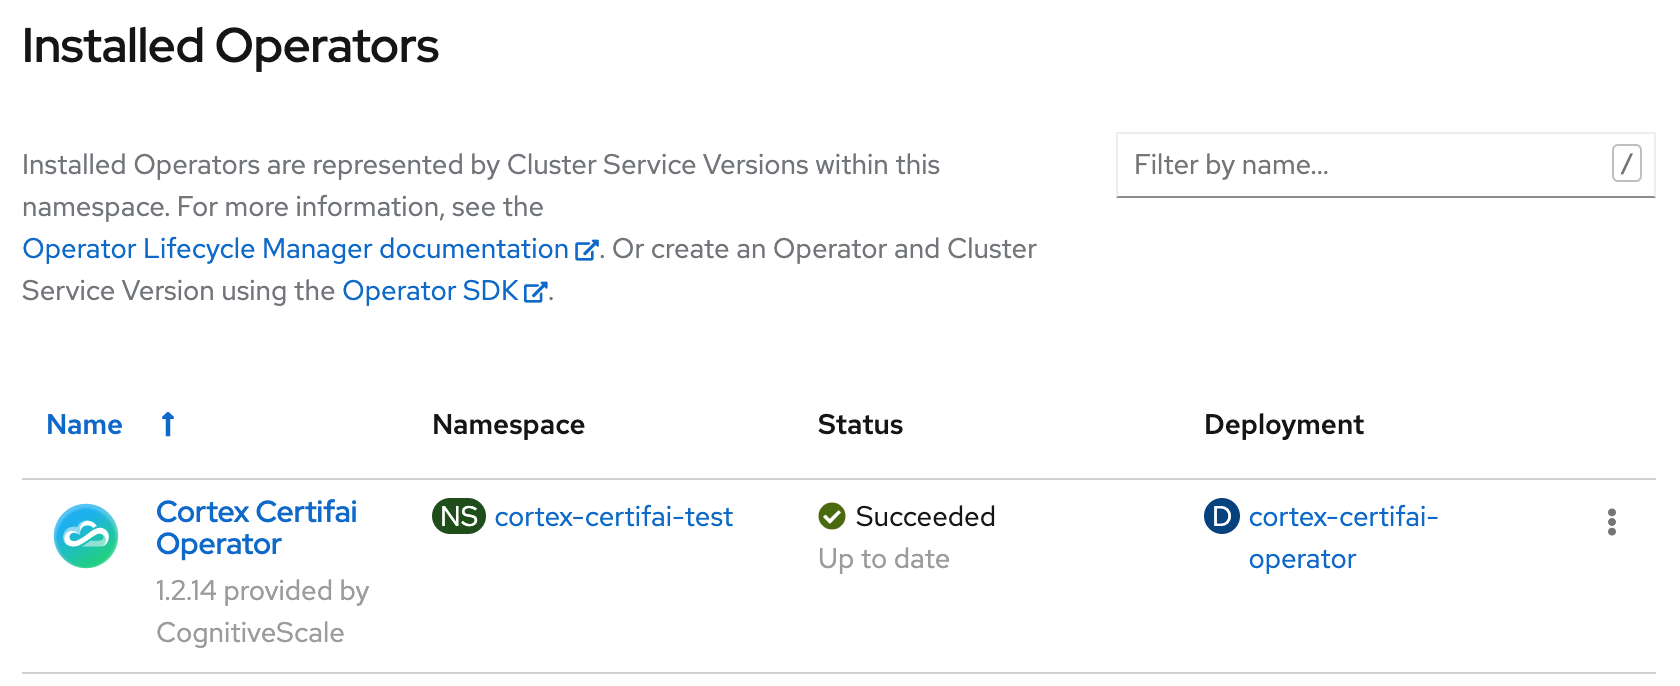 Installed Operators
Installed Operators are represented by Cluster Service Versions within this
namespace. For more information, see the
Operator Lifecycle Manager documentation. Or create an Operator and Cluster
Service Version using the Operator SDK.
Filter by name...
/
Name
Namespace
Status
Deployment
Cortex Certifai
Operator
1.2.14 provided by
CognitiveScale
NS cortex-certifai-test
Succeeded
Up to date
D cortex-certifai-
operator